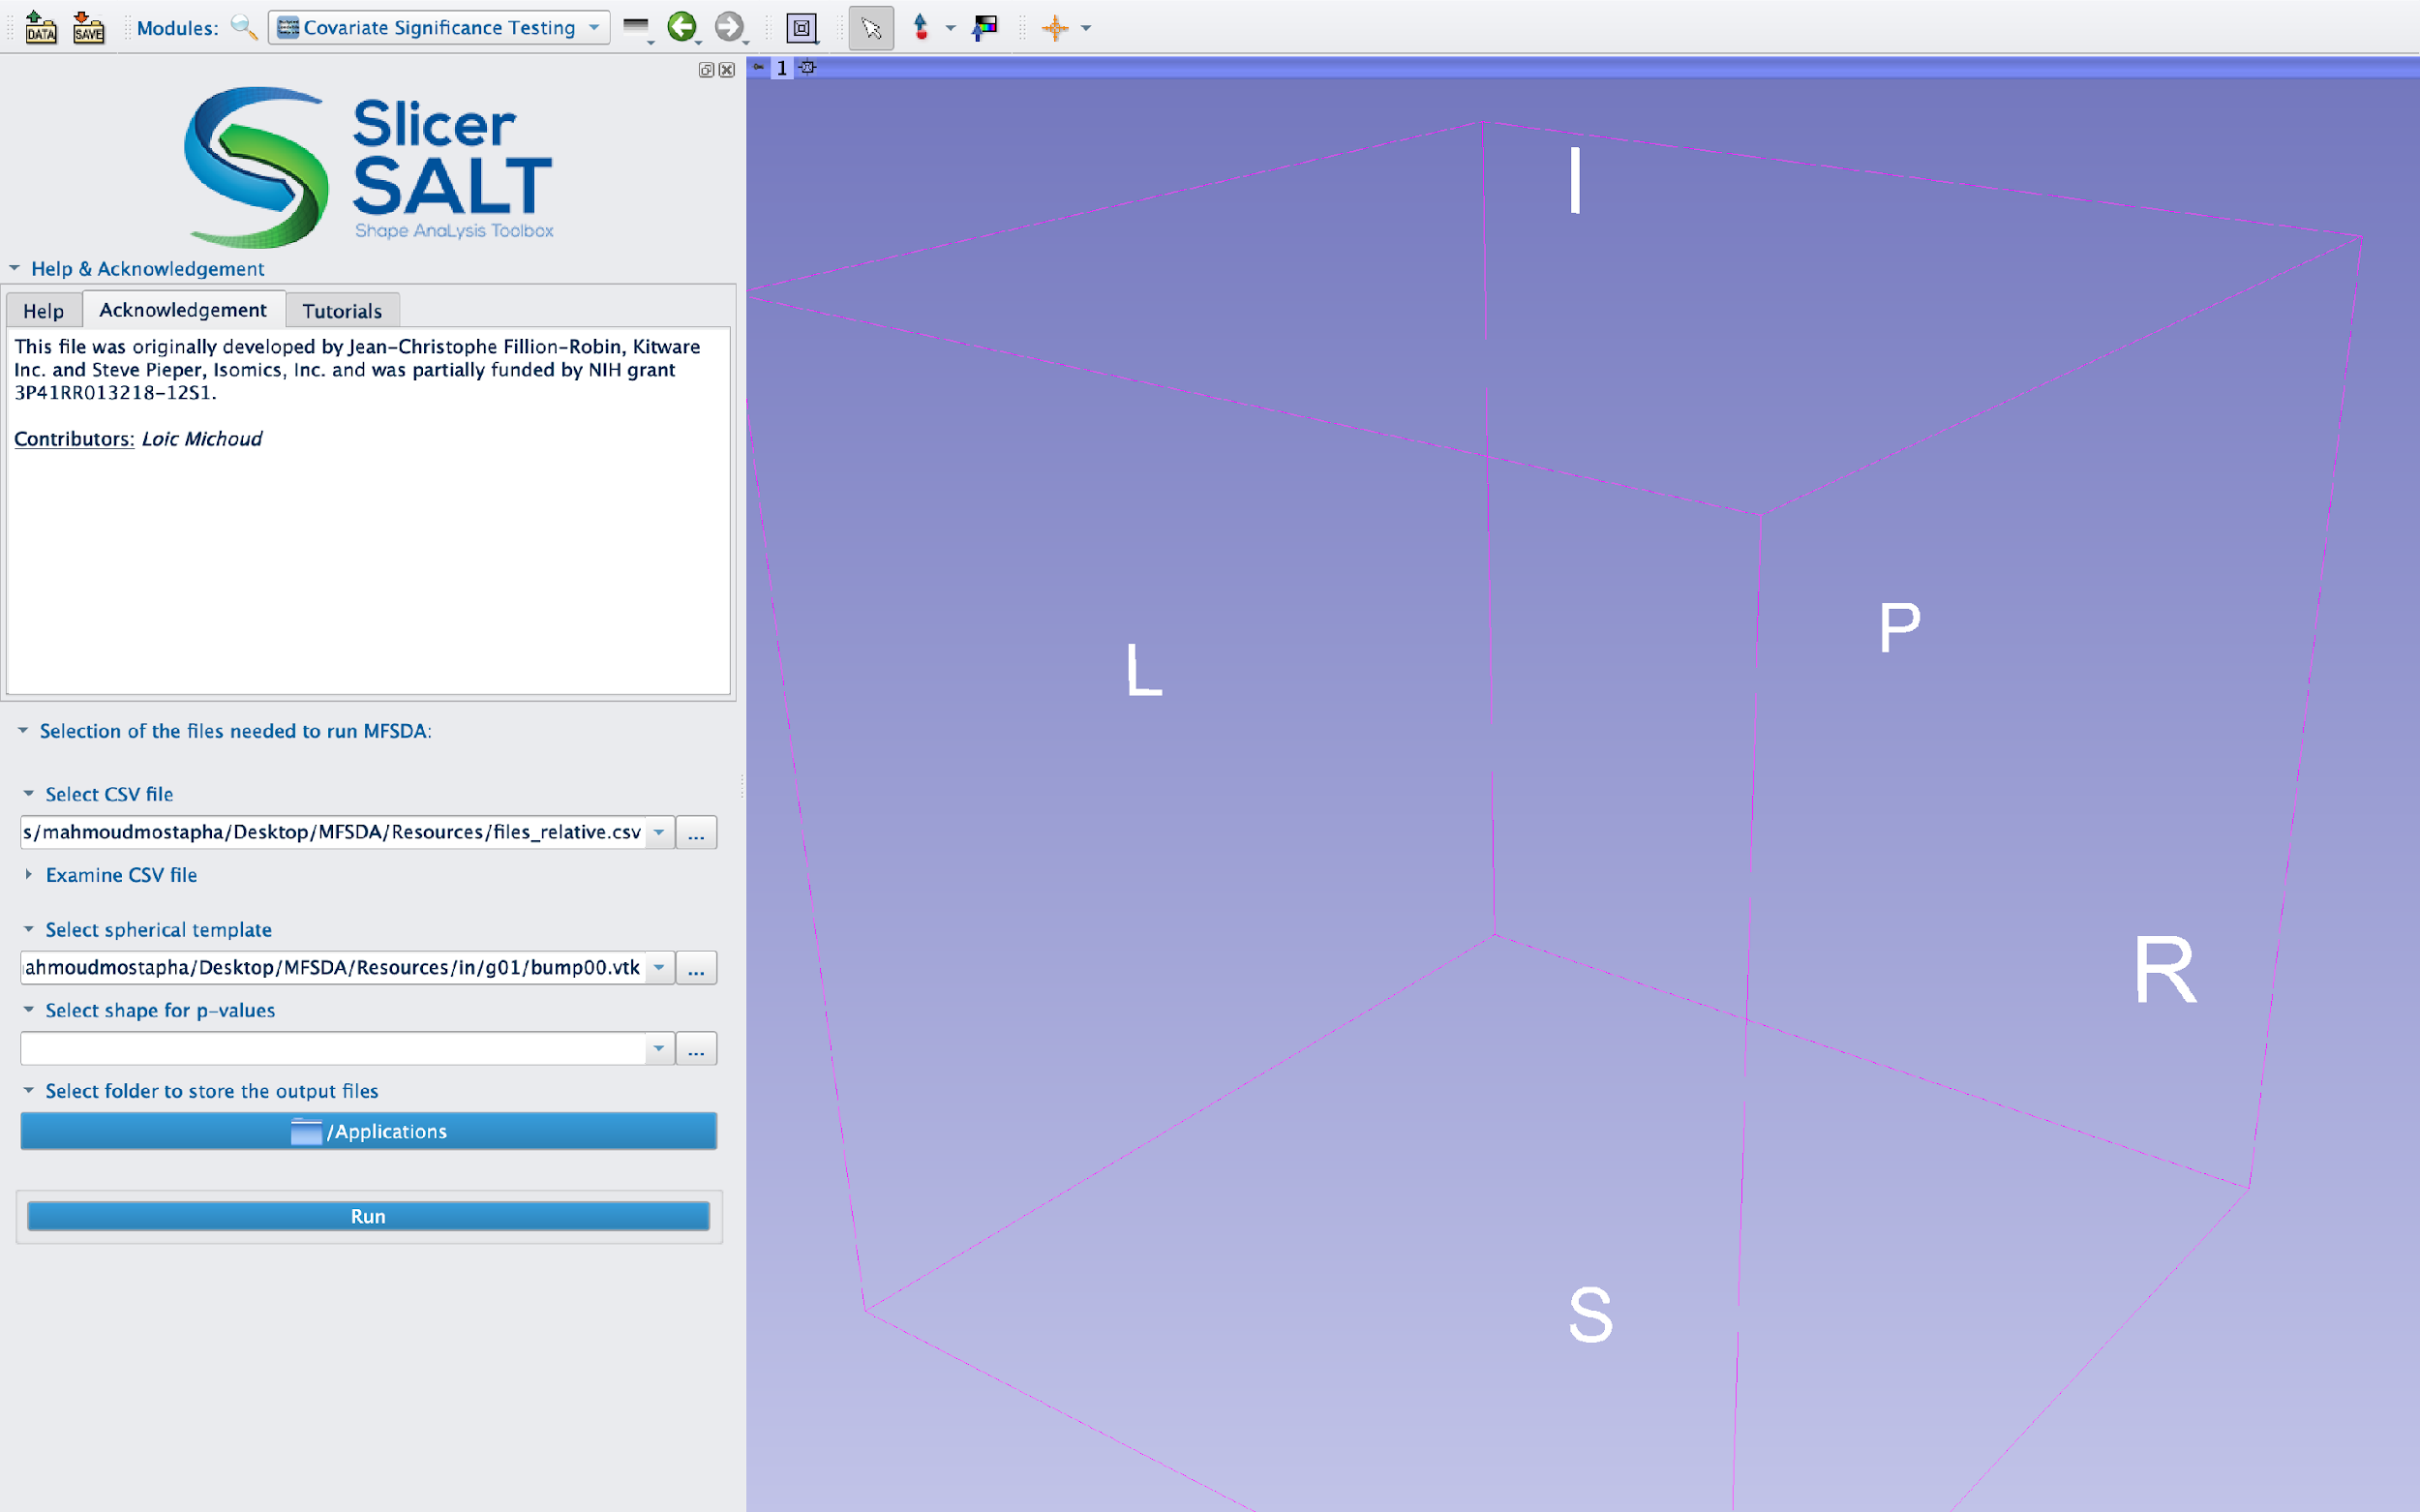 DATA
SAVE
Modules:
Covariate Significance Testing
1
Slicer
SALT
Shape AnaLysis Toolbox
Help & Acknowledgement
Help
Acknowledgement
Tutorials
This file was originally developed by Jean-Christophe Fillion-Robin, Kitware
Inc. and Steve Pieper, Isomics, Inc. and was partially funded by NIH grant
3P41RR013218-12S1.
Contributors: Loic Michoud
Selection of the files needed to run MFSDA:
Select CSV file
s/mahmoudmostapha/Desktop/MFSDA/Resources/files_relative.csv
...
Examine CSV file
Select spherical template
ahmoudmostapha/Desktop/MFSDA/Resources/in/g01/bump00.vtk
...
Select shape for p-values
...
Select folder to store the output files
/Applications
Run
I
L
P
R
S